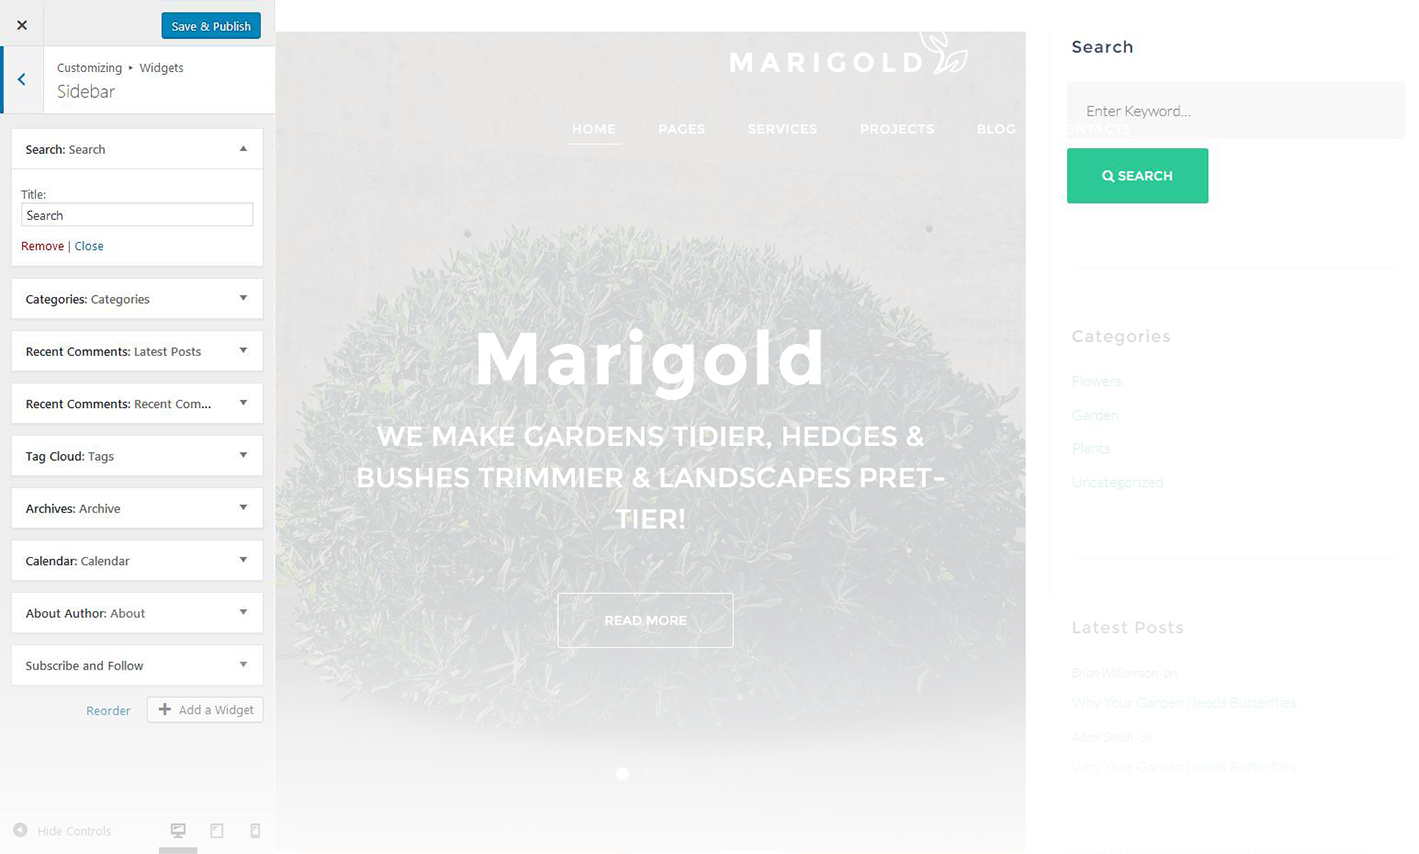 Save & Publish
Customizing ▸ Widgets
Sidebar
Search: Search
Title:
Search
Remove | Close
Categories: Categories
Recent Comments: Latest Posts
Recent Comments: Recent Com...
Tag Cloud: Tags
Archives: Archive
Calendar: Calendar
About Author: About
Subscribe and Follow
Reorder
Add a Widget
Hide Controls
MARIGOLD
HOME PAGES SERVICES PROJECTS BLOG CONTACTS
Marigold
WE MAKE GARDENS TIDIER, HEDGES &
BUSHES TRIMMIER & LANDSCAPES PRET-
TIER!
READ MORE
Search
Enter Keyword...
SEARCH
Categories
Flowers
Garden
Plants
Uncategorized
Latest Posts
Brian Williamson on
Why Your Garden Needs Butterflies
Adam Smith on
Why Your Garden Needs Butterflies